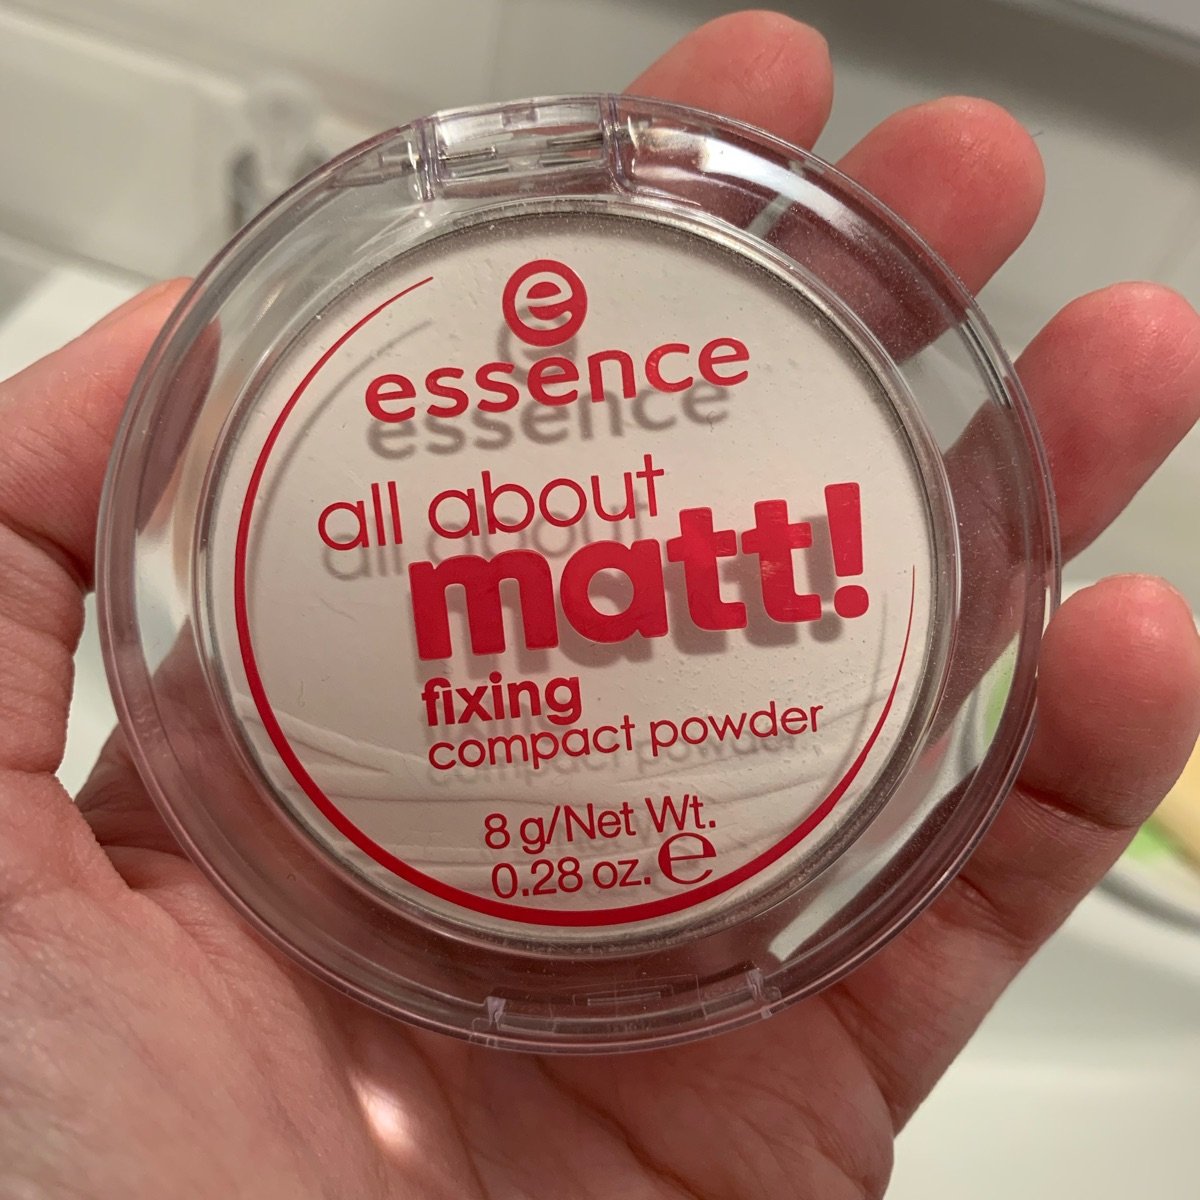 e
essence
all about
matt!
fixing
compact powder
8 g/Net Wt.
0.28 oz. ℮